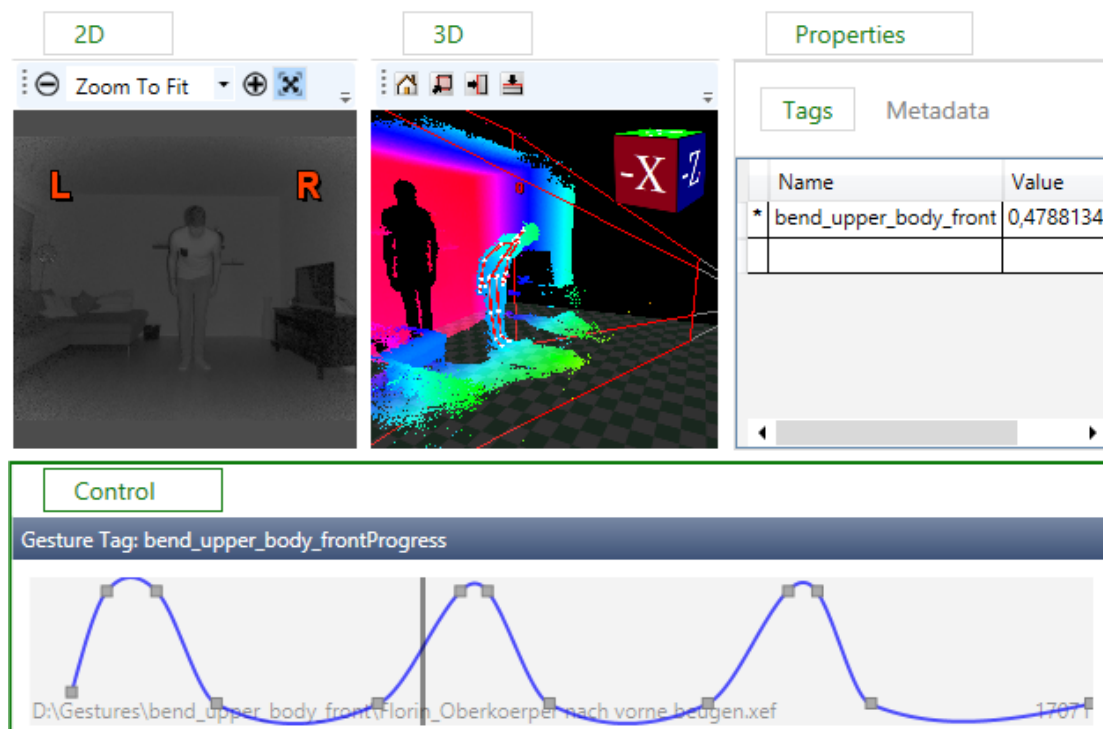 2D
3D
Properties
Zoom To Fit
L
R
-X
-Z
Tags
Metadata
Name
Value
* bend_upper_body_front 0,4788134
Control
Gesture Tag: bend_upper_body_frontProgress
D:\Gestures\bend_upper_body_front\Florin_Oberkoerper nach vorne beugen.xef
17071